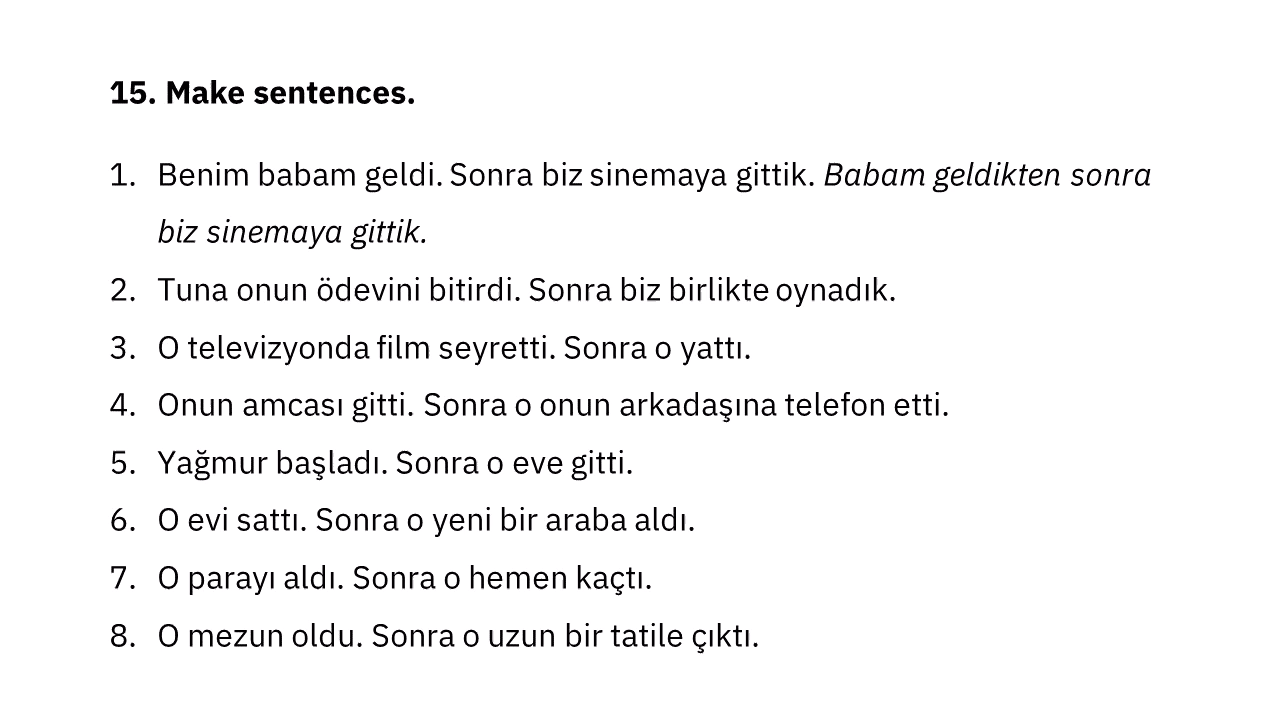 15. Make sentences.
1. Benim babam geldi. Sonra biz sinemaya gittik. Babam geldikten sonra
biz sinemaya gittik.
2. Tuna onun ödevini bitirdi. Sonra biz birlikte oynadık.
3. O televizyonda film seyretti. Sonra o yattı.
4. Onun amcası gitti. Sonra o onun arkadaşına telefon etti.
5. Yağmur başladı. Sonra o eve gitti.
6. O evi sattı. Sonra o yeni bir araba aldı.
7. O parayı aldı. Sonra o hemen kaçtı.
8. O mezun oldu. Sonra o uzun bir tatile çıktı.